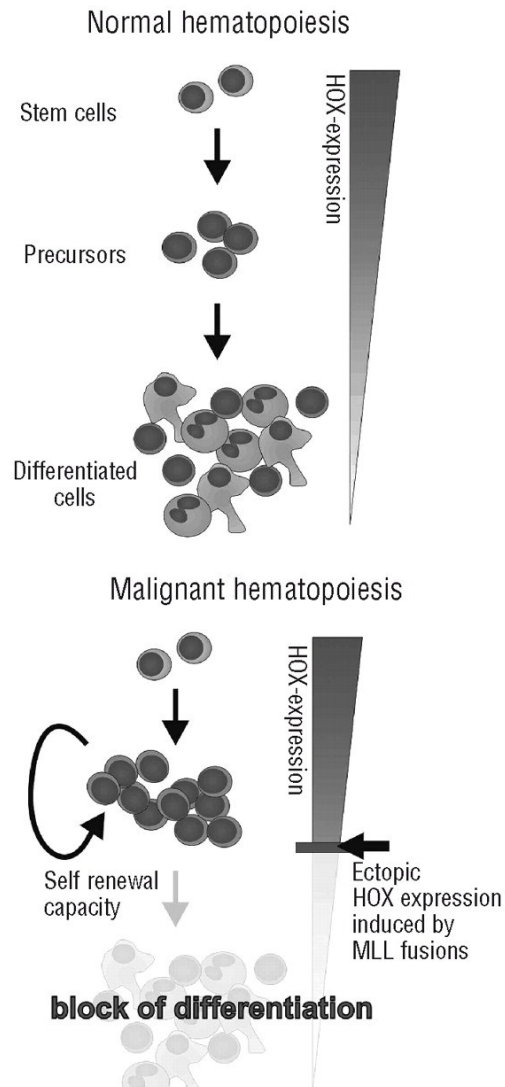 Normal hematopoiesis
Stem cells
HOX-expression
Precursors
Differentiated
cells
Malignant hematopoiesis
HOX-expression
Self renewal
capacity
Ectopic
HOX expression
induced by
MLL fusions
block of differentiation